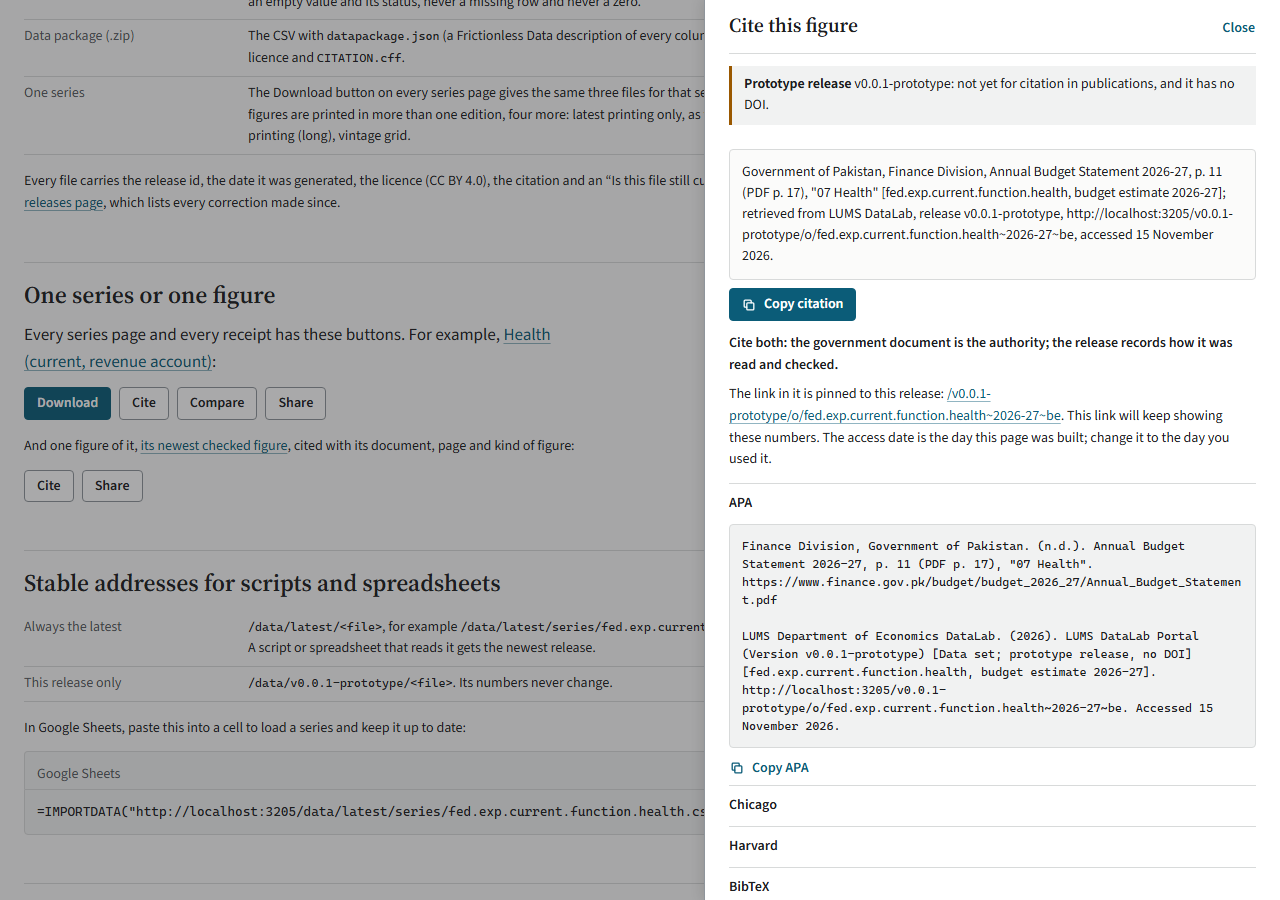 an empty value and its status, never a missing row and never a zero.
Data package (.zip)
The CSV with datapackage.json (a Frictionless Data description of every
licence and CITATION.cff.
One series
The Download button on every series page gives the same three files for that
figures are printed in more than one edition, four more: latest printing only, as
printing (long), vintage grid.
Every file carries the release id, the date it was generated, the licence (CC BY 4.0), the citation and an “Is this file still
releases page, which lists every correction made since.
One series or one figure
Every series page and every receipt has these buttons. For example, Health
(current, revenue account):
Download
Cite
Compare
Share
And one figure of it, its newest checked figure, cited with its document, page and kind of figure:
Cite
Share
Stable addresses for scripts and spreadsheets
Always the latest
/data/latest/<file>, for example /data/latest/series/fed.exp.current
A script or spreadsheet that reads it gets the newest release.
This release only
/data/v0.0.1-prototype/<file>. Its numbers never change.
In Google Sheets, paste this into a cell to load a series and keep it up to date:
Google Sheets
=IMPORTDATA("http://localhost:3205/data/latest/series/fed.exp.current.function.health.cs
Cite this figure
Close
Prototype release v0.0.1-prototype: not yet for citation in publications, and it has no
DOI.
Government of Pakistan, Finance Division, Annual Budget Statement 2026-27, p. 11
(PDF p. 17), "07 Health" [fed.exp.current.function.health, budget estimate 2026-27];
retrieved from LUMS DataLab, release v0.0.1-prototype, http://localhost:3205/v0.0.1-
prototype/o/fed.exp.current.function.health~2026-27~be, accessed 15 November
2026.
Copy citation
Cite both: the government document is the authority; the release records how it was
read and checked.
The link in it is pinned to this release: /v0.0.1-
prototype/o/fed.exp.current.function.health~2026-27~be. This link will keep showing
these numbers. The access date is the day this page was built; change it to the day you
used it.
APA
Finance Division, Government of Pakistan. (n.d.). Annual Budget
Statement 2026-27, p. 11 (PDF p. 17), "07 Health".
https://www.finance.gov.pk/budget/budget_2026_27/Annual_Budget_Statemen
t.pdf
LUMS Department of Economics DataLab. (2026). LUMS DataLab Portal
(Version v0.0.1-prototype) [Data set; prototype release, no DOI]
[fed.exp.current.function.health, budget estimate 2026-27].
http://localhost:3205/v0.0.1-
prototype/o/fed.exp.current.function.health~2026-27~be. Accessed 15
November 2026.
Copy APA
Chicago
Harvard
BibTeX